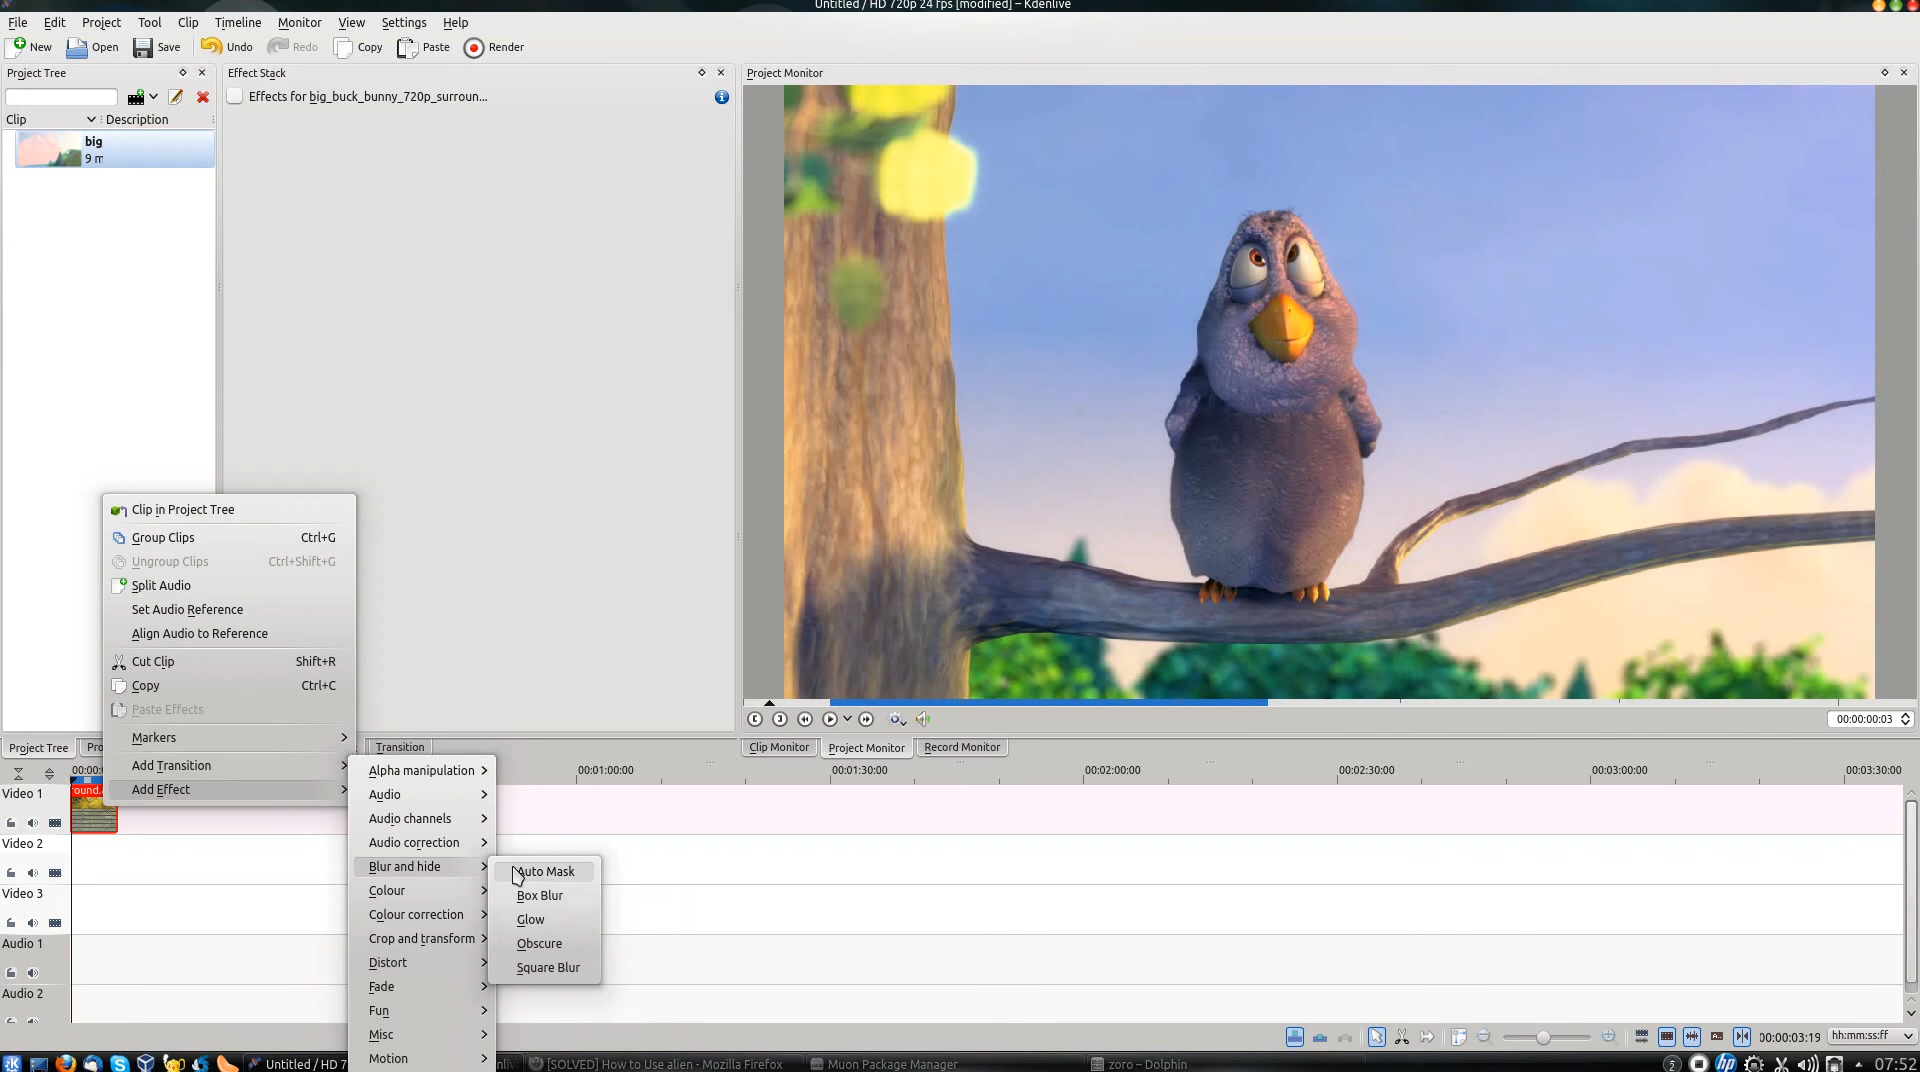 Untitled / HD 720p 24 fps [modified] – Kdenlive
File Edit Project Tool Clip Timeline Monitor View Settings Help
New Open Save Undo Redo Copy Paste Render
Project Tree
Effect Stack
Project Monitor
Effects for big_buck_bunny_720p_surroun...
Clip Description
big
9 m
Clip in Project Tree
Group Clips Ctrl+G
Ungroup Clips Ctrl+Shift+G
Split Audio
Set Audio Reference
Align Audio to Reference
Cut Clip Shift+R
Copy Ctrl+C
Paste Effects
Markers
Add Transition
Add Effect
00:00:00:03
Project Tree
Transition
Clip Monitor Project Monitor Record Monitor
00:01:00:00 00:01:30:00 00:02:00:00 00:02:30:00 00:03:00:00 00:03:30:00
Video 1
Video 2
Video 3
Audio 1
Audio 2
Alpha manipulation
Audio
Audio channels
Audio correction
Blur and hide
Colour
Colour correction
Crop and transform
Distort
Fade
Fun
Misc
Motion
Auto Mask
Box Blur
Glow
Obscure
Square Blur
00:00:03:19 hh:mm:ss:ff
Untitled / HD 7
[SOLVED] How to Use alien - Mozilla Firefox
Muon Package Manager
zoro – Dolphin
07:52